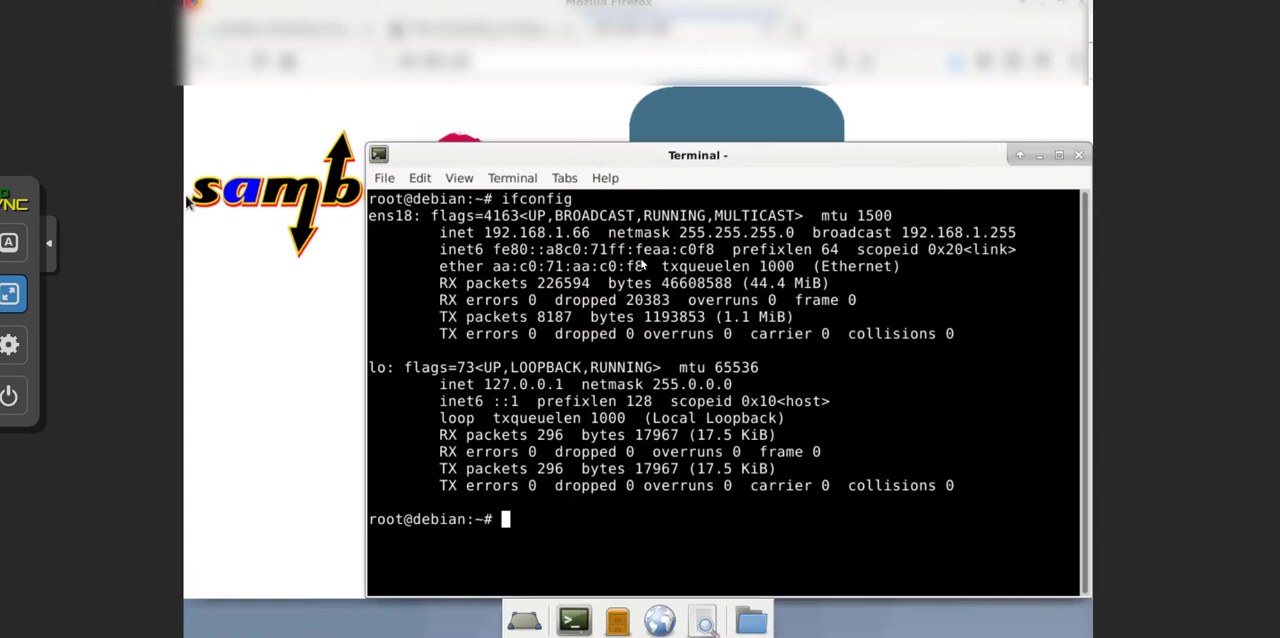 Mozilla Firefox
samb
Terminal -
File Edit View Terminal Tabs Help
root@debian:~# ifconfig
ens18: flags=4163<UP,BROADCAST,RUNNING,MULTICAST>  mtu 1500
        inet 192.168.1.66  netmask 255.255.255.0  broadcast 192.168.1.255
        inet6 fe80::a8c0:71ff:feaa:c0f8  prefixlen 64  scopeid 0x20<link>
        ether aa:c0:71:aa:c0:f8  txqueuelen 1000  (Ethernet)
        RX packets 226594  bytes 46608588 (44.4 MiB)
        RX errors 0  dropped 20383  overruns 0  frame 0
        TX packets 8187  bytes 1193853 (1.1 MiB)
        TX errors 0  dropped 0 overruns 0  carrier 0  collisions 0
lo: flags=73<UP,LOOPBACK,RUNNING>  mtu 65536
        inet 127.0.0.1  netmask 255.0.0.0
        inet6 ::1  prefixlen 128  scopeid 0x10<host>
        loop  txqueuelen 1000  (Local Loopback)
        RX packets 296  bytes 17967 (17.5 KiB)
        RX errors 0  dropped 0  overruns 0  frame 0
        TX packets 296  bytes 17967 (17.5 KiB)
        TX errors 0  dropped 0 overruns 0  carrier 0  collisions 0
root@debian:~#
NC
A